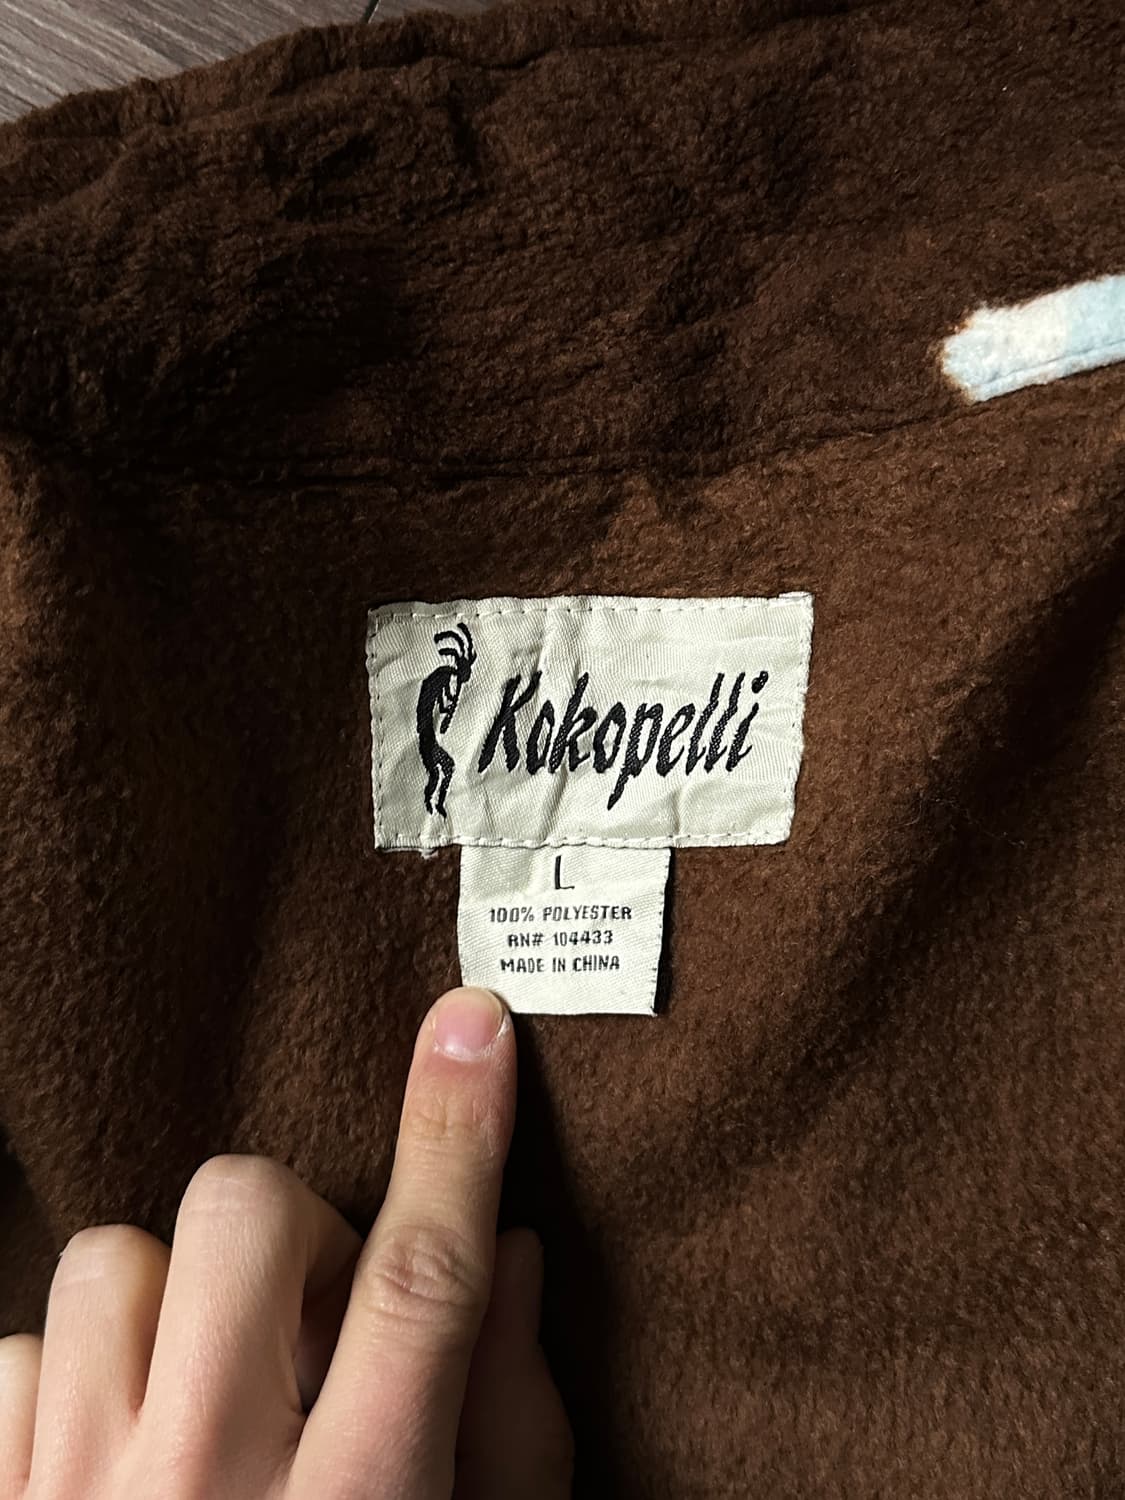 Kokopelli
L
100% POLYESTER
RN# 104433
MADE IN CHINA